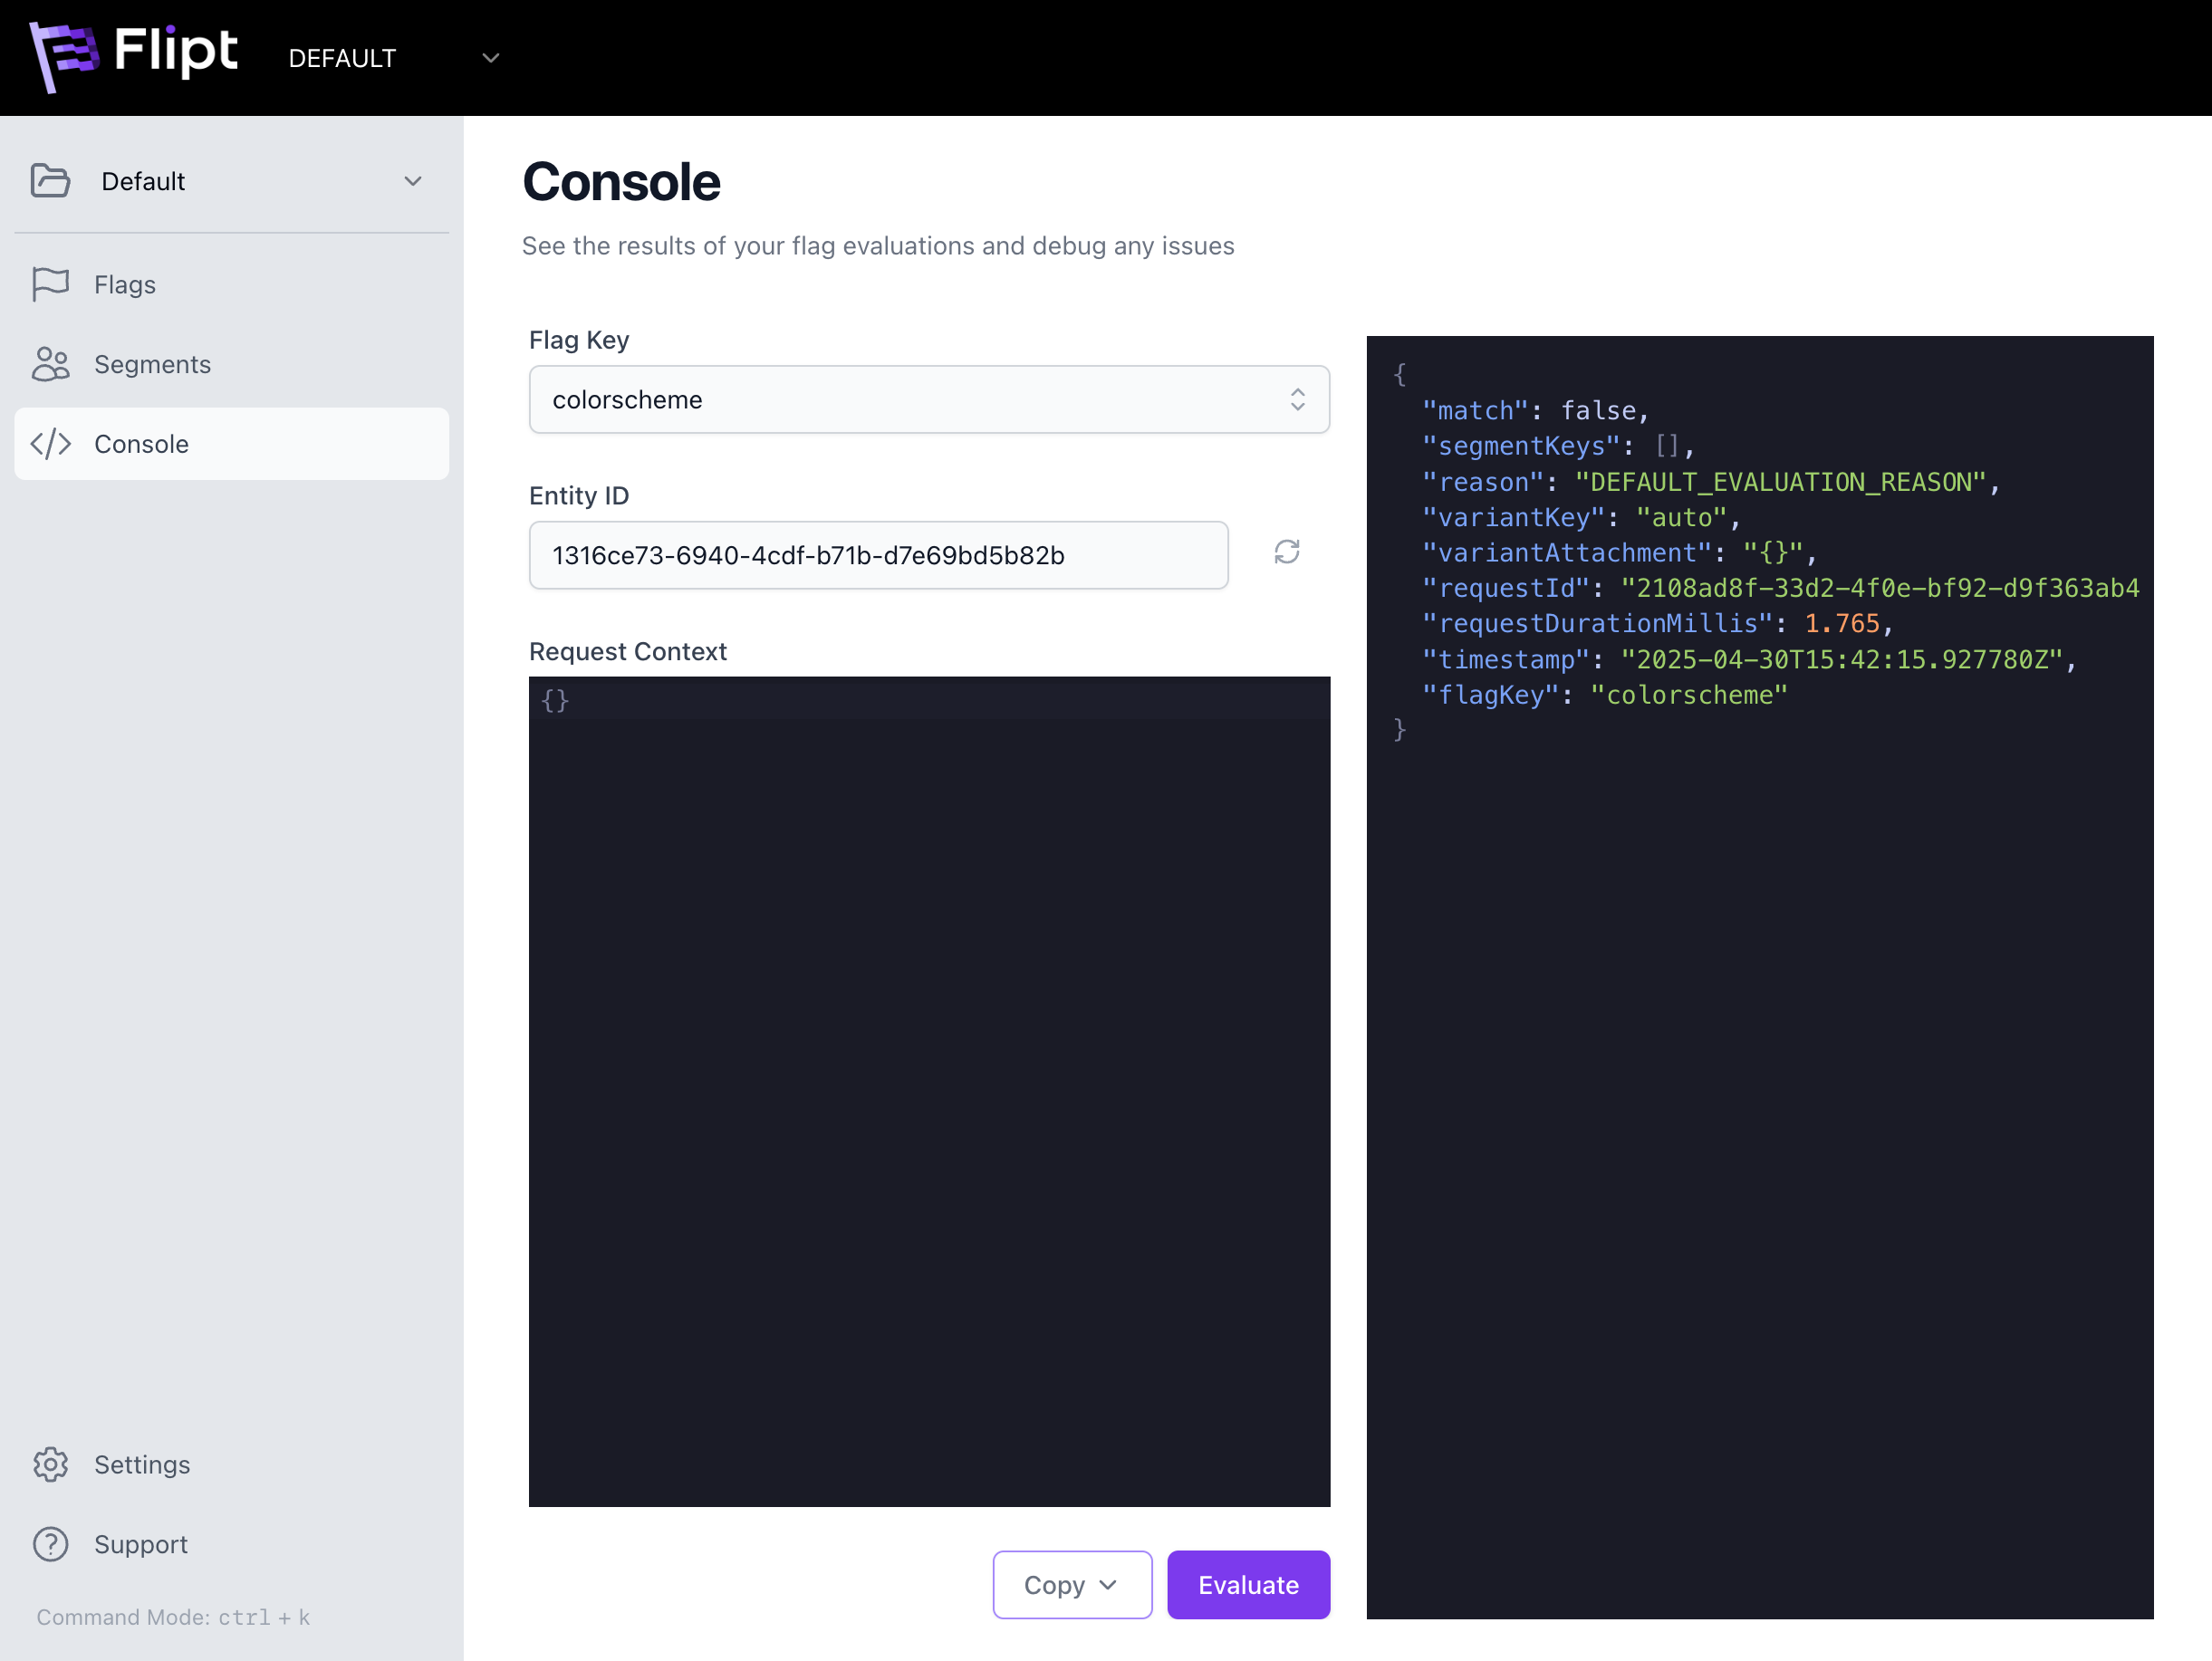 Flipt
DEFAULT
Default
Flags
Segments
Console
Settings
Support
Command Mode: ctrl + k
Console
See the results of your flag evaluations and debug any issues
Flag Key
colorscheme
Entity ID
1316ce73-6940-4cdf-b71b-d7e69bd5b82b
Request Context
{}
Copy
Evaluate
{
"match": false,
"segmentKeys": [],
"reason": "DEFAULT_EVALUATION_REASON",
"variantKey": "auto",
"variantAttachment": "{}",
"requestId": "2108ad8f-33d2-4f0e-bf92-d9f363ab4
"requestDurationMillis": 1.765,
"timestamp": "2025-04-30T15:42:15.927780Z",
"flagKey": "colorscheme"
}